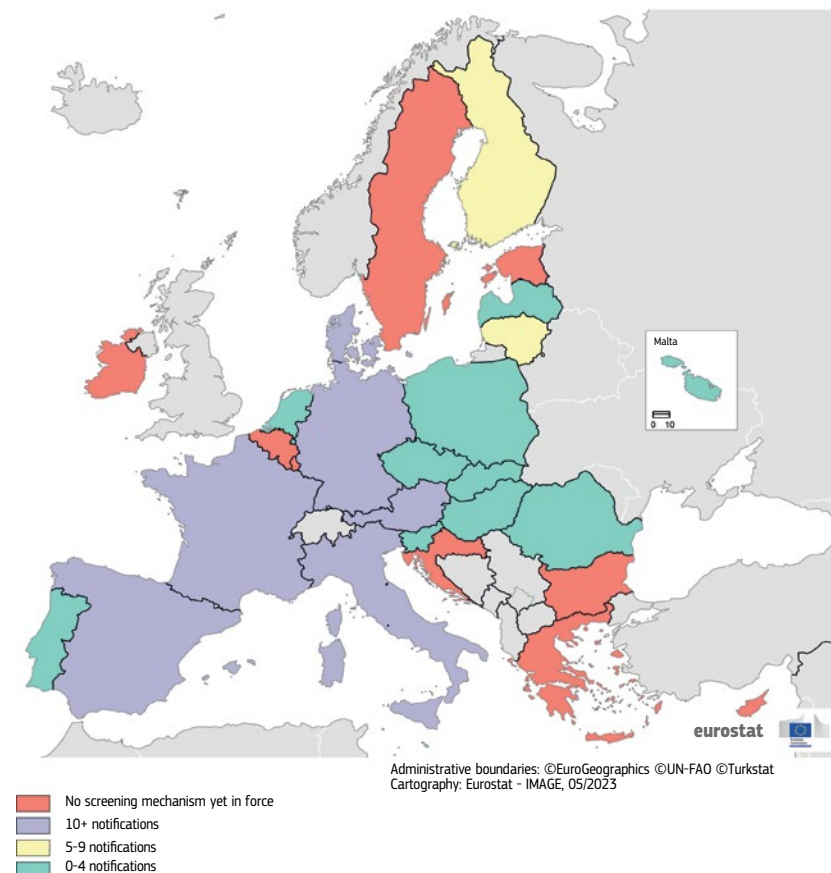 Malta
0 10
eurostat
Administrative boundaries: ©EuroGeographics ©UN-FAO ©Turkstat
Cartography: Eurostat - IMAGE, 05/2023
No screening mechanism yet in force
10+ notifications
5-9 notifications
0-4 notifications